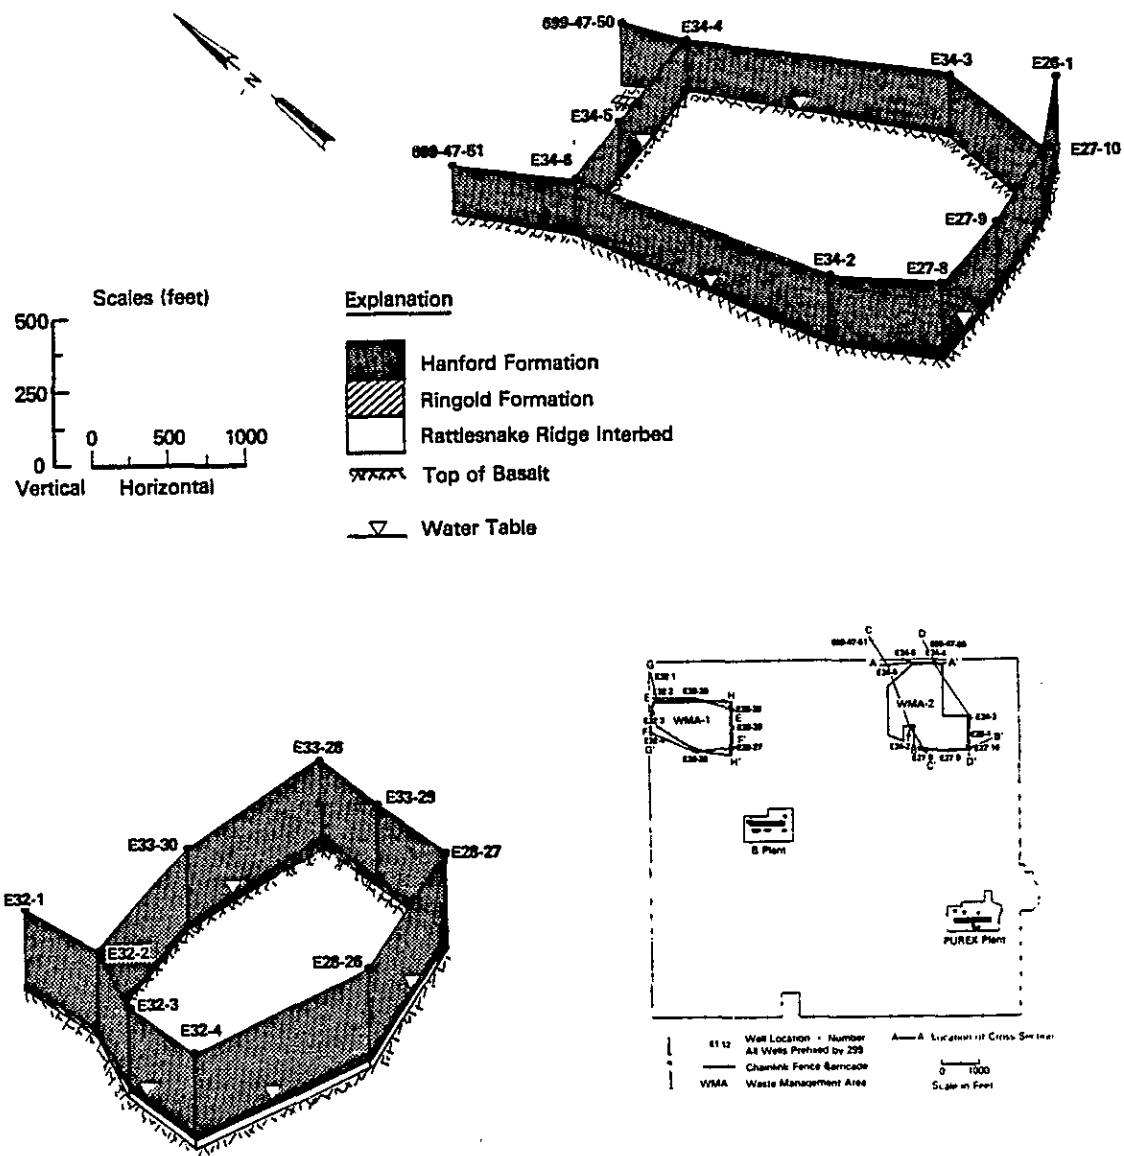 N
699-47-50
E34-4
E34-3
E26-1
E34-5
E27-10
699-47-51
E34-6
E27-9
E34-2
E27-8
Scales (feet)
500
250
0
Vertical
0 500 1000
Horizontal
Explanation
Hanford Formation
Ringold Formation
Rattlesnake Ridge Interbed
Top of Basalt
Water Table
E33-28
E33-29
E33-30
E28-27
E32-1
E32-2
E28-26
E32-3
E32-4
C
D
699-47-51
A
A'
G
WMA-2
E
H
WMA-1
F'
H'
B'
C'
D'
B Plant
PUREX Plant
Well Location - Number
All Wells Prefixed by 299
A A' Location of Cross Section
Chainlink Fence Barricade
WMA Waste Management Area
0 1000
Scale in Feet